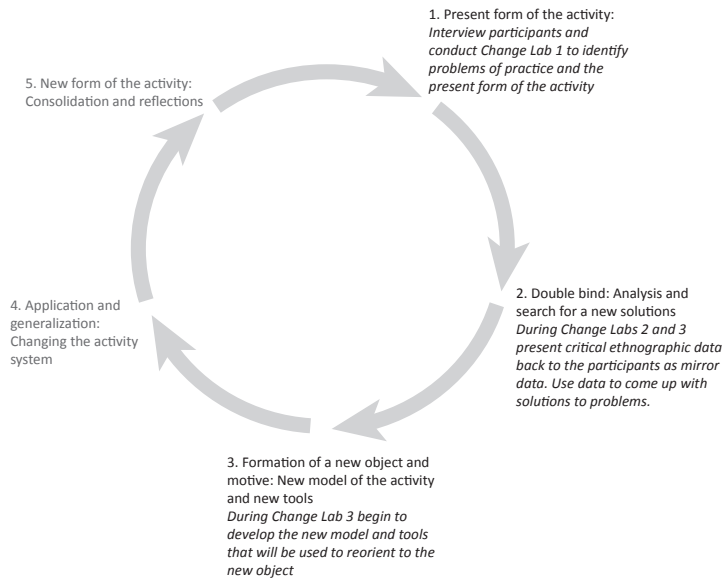 1. Present form of the activity:
Interview participants and
conduct Change Lab 1 to identify
problems of practice and the
present form of the activity
2. Double bind: Analysis and
search for a new solutions
During Change Labs 2 and 3
present critical ethnographic data
back to the participants as mirror
data. Use data to come up with
solutions to problems.
3. Formation of a new object and
motive: New model of the activity
and new tools
During Change Lab 3 begin to
develop the new model and tools
that will be used to reorient to the
new object
4. Application and
generalization:
Changing the activity
system
5. New form of the activity:
Consolidation and reflections